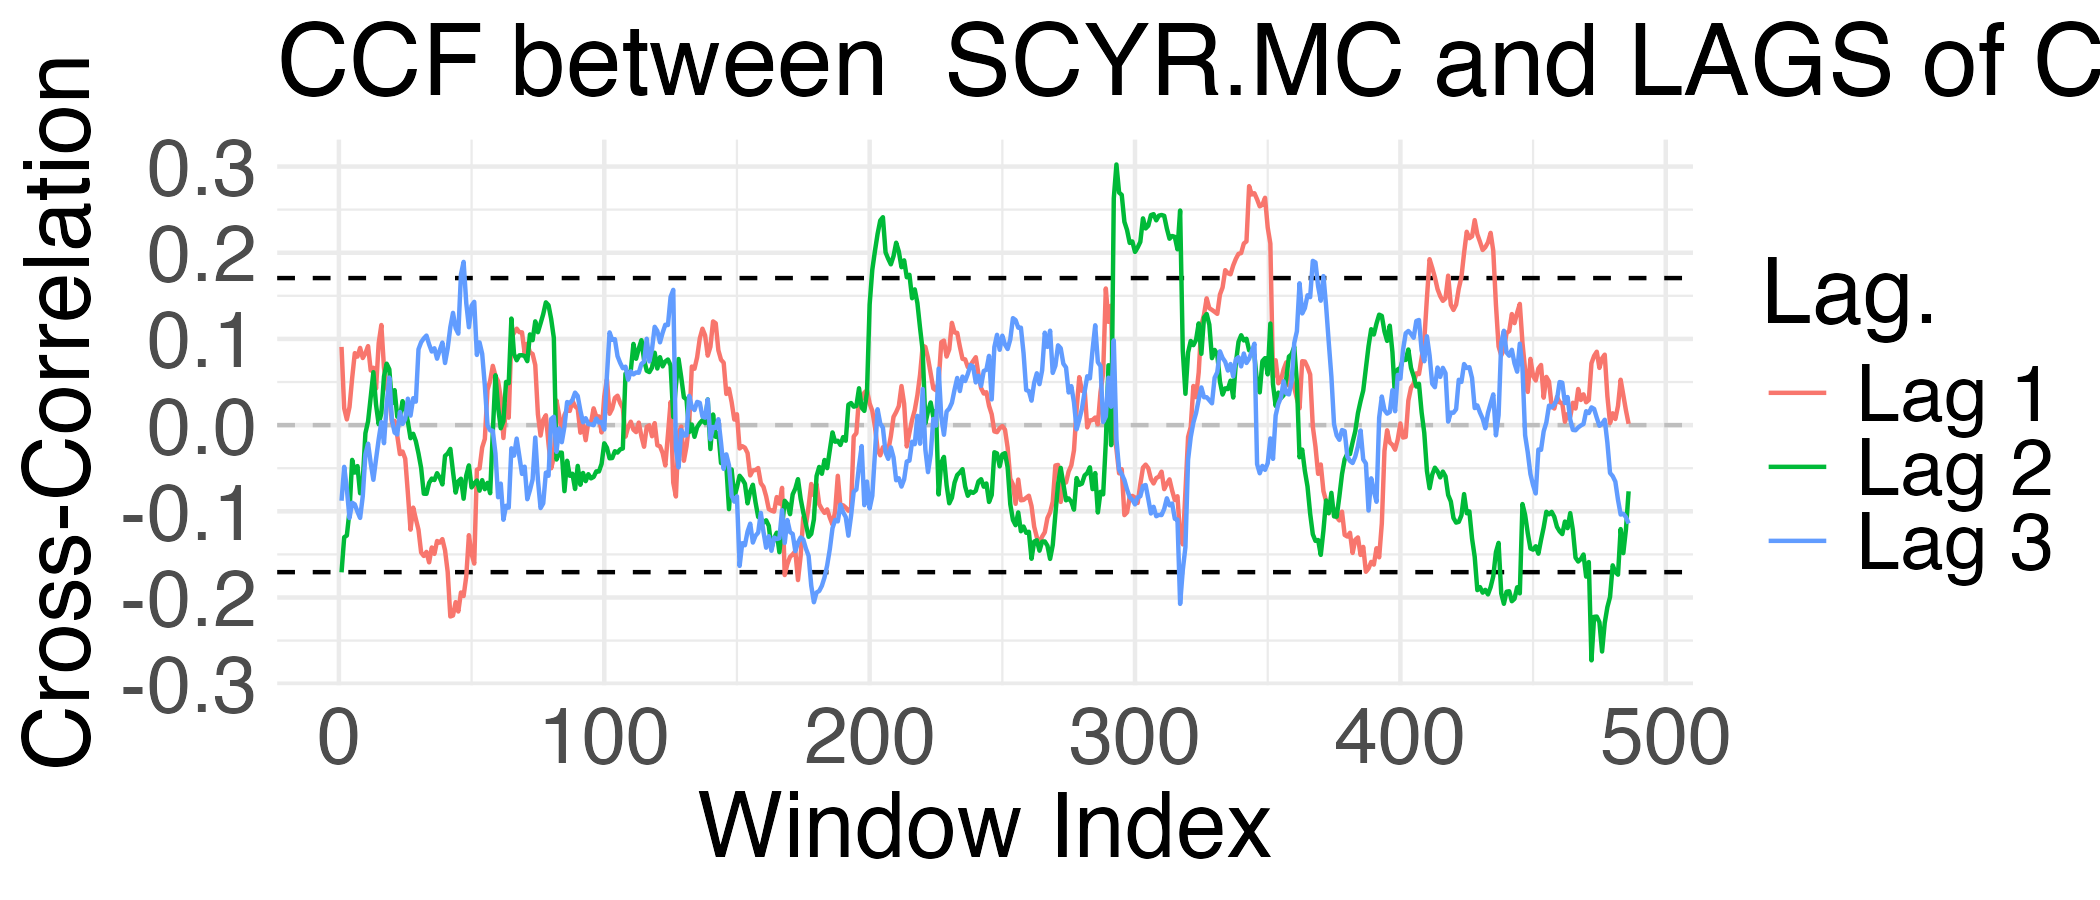 CCF between  SCYR.MC and LAGS of C
Cross-Correlation
0.3
0.2
0.1
0.0
-0.1
-0.2
-0.3
0 100 200 300 400 500
Window Index
Lag.
Lag 1
Lag 2
Lag 3